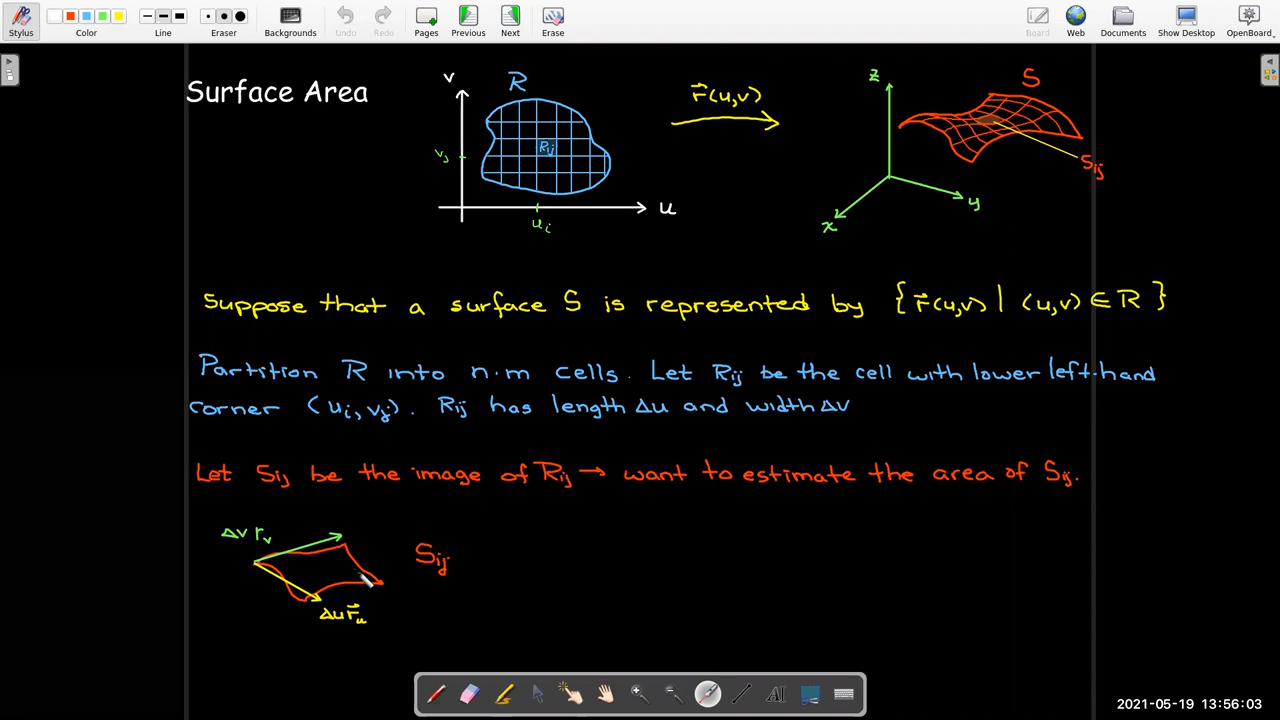 Stylus
Color
Line
Eraser
Backgrounds
Undo
Redo
Pages
Previous
Next
Erase
Board
Web
Documents
Show Desktop
OpenBoard
Surface Area
v
R
Rij
vj
ui
u
r⃗(u,v)
z
S
Sij
y
x
Suppose that a surface S is represented by { r⃗(u,v) | (u,v) ∈ R }
Partition R into n·m cells. Let Rij be the cell with lower left-hand
corner (ui, vj). Rij has length Δu and width Δv
Let Sij be the image of Rij → want to estimate the area of Sij.
Δv rv
Sij
Δu r⃗u
AI
2021-05-19 13:56:03